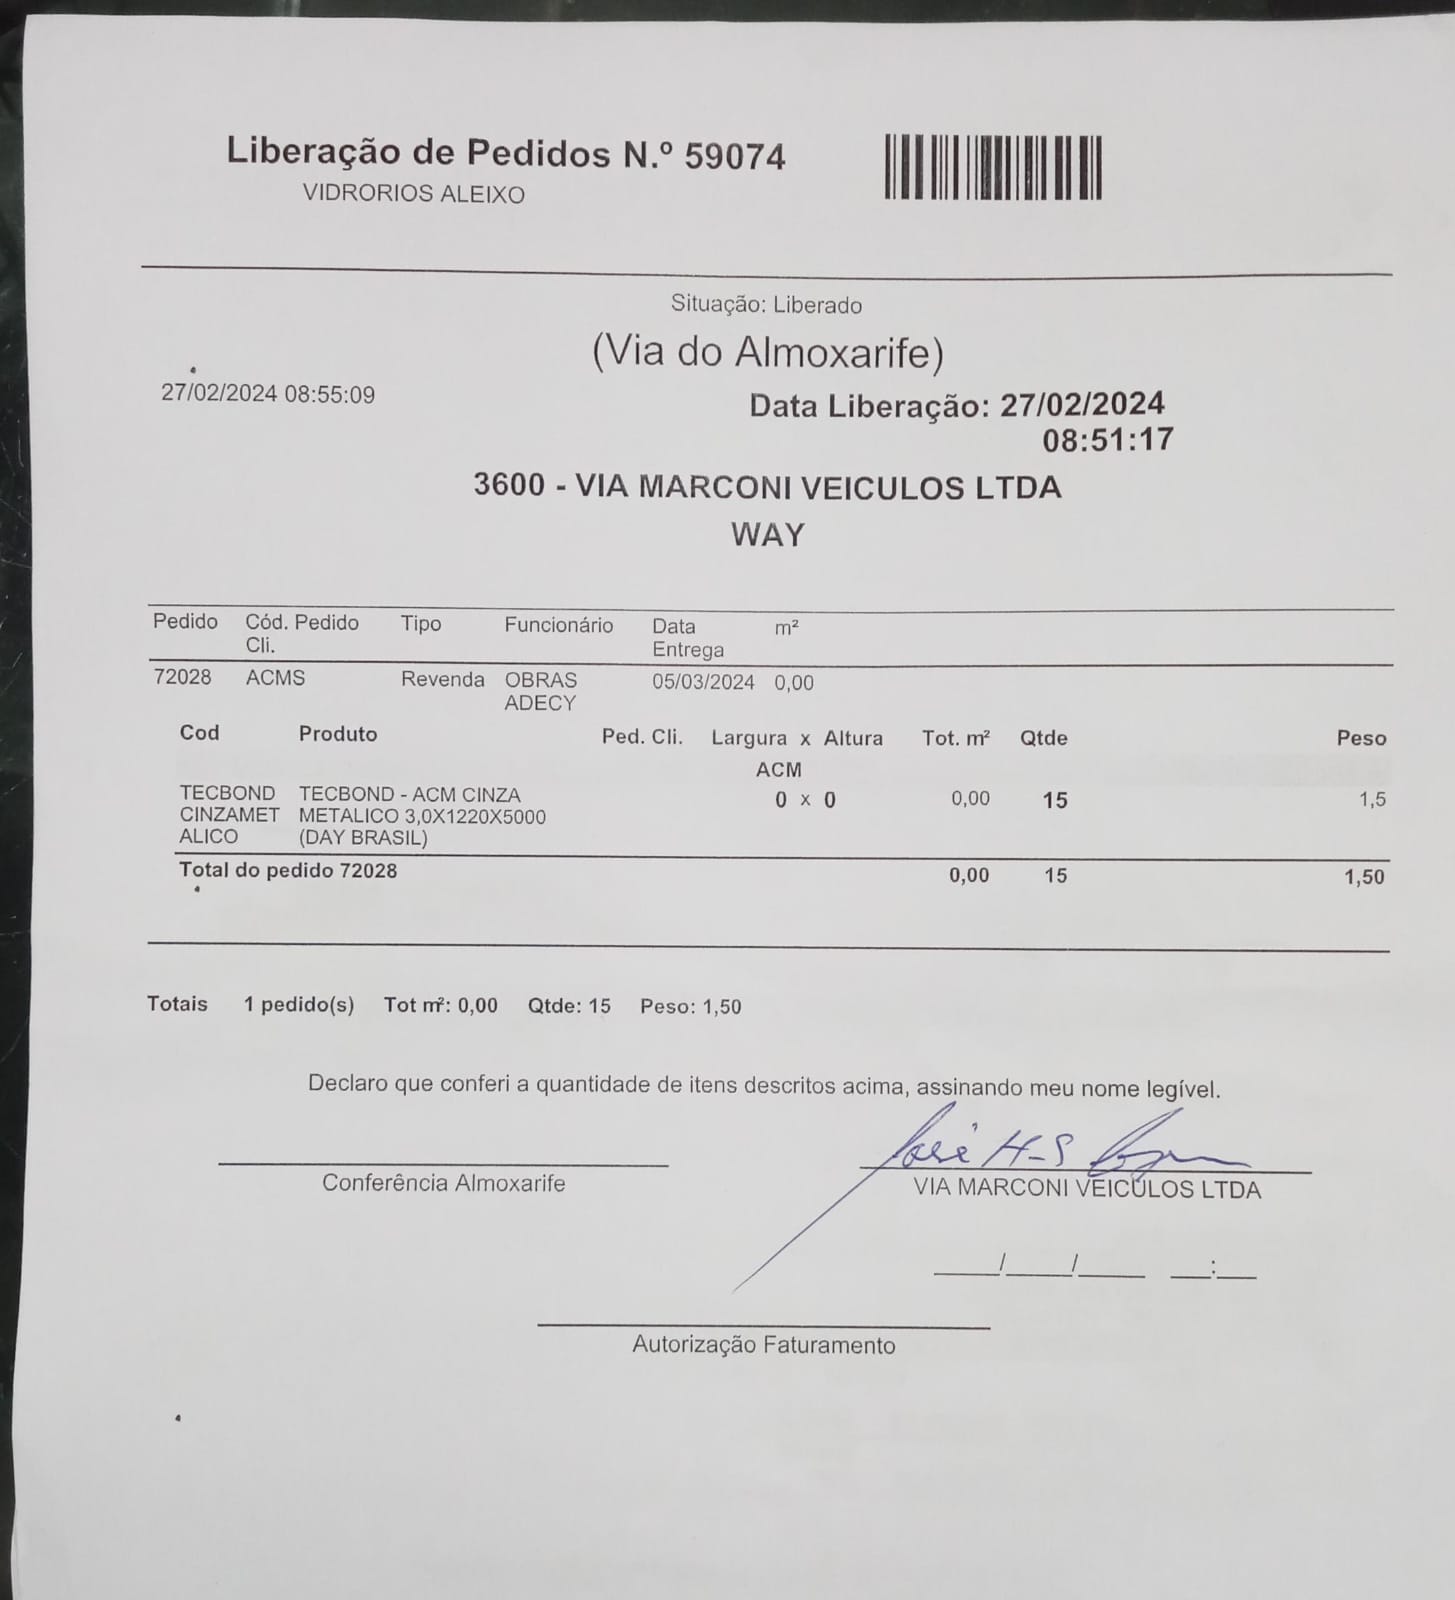 Liberação de Pedidos N.º 59074
VIDRORIOS ALEIXO
Situação: Liberado
(Via do Almoxarife)
27/02/2024 08:55:09
Data Liberação: 27/02/2024
08:51:17
3600 - VIA MARCONI VEICULOS LTDA
WAY
Pedido Cód. Pedido Tipo Funcionário Data m²
Cli. Entrega
72028 ACMS Revenda OBRAS 05/03/2024 0,00
ADECY
Cod Produto Ped. Cli. Largura x Altura Tot. m² Qtde Peso
ACM
TECBOND TECBOND - ACM CINZA 0 x 0 0,00 15 1,5
CINZAMET METALICO 3,0X1220X5000
ALICO (DAY BRASIL)
Total do pedido 72028 0,00 15 1,50
Totais 1 pedido(s) Tot m²: 0,00 Qtde: 15 Peso: 1,50
Declaro que conferi a quantidade de itens descritos acima, assinando meu nome legível.
José H-S
Conferência Almoxarife VIA MARCONI VEICULOS LTDA
____/____/____ __:__
Autorização Faturamento